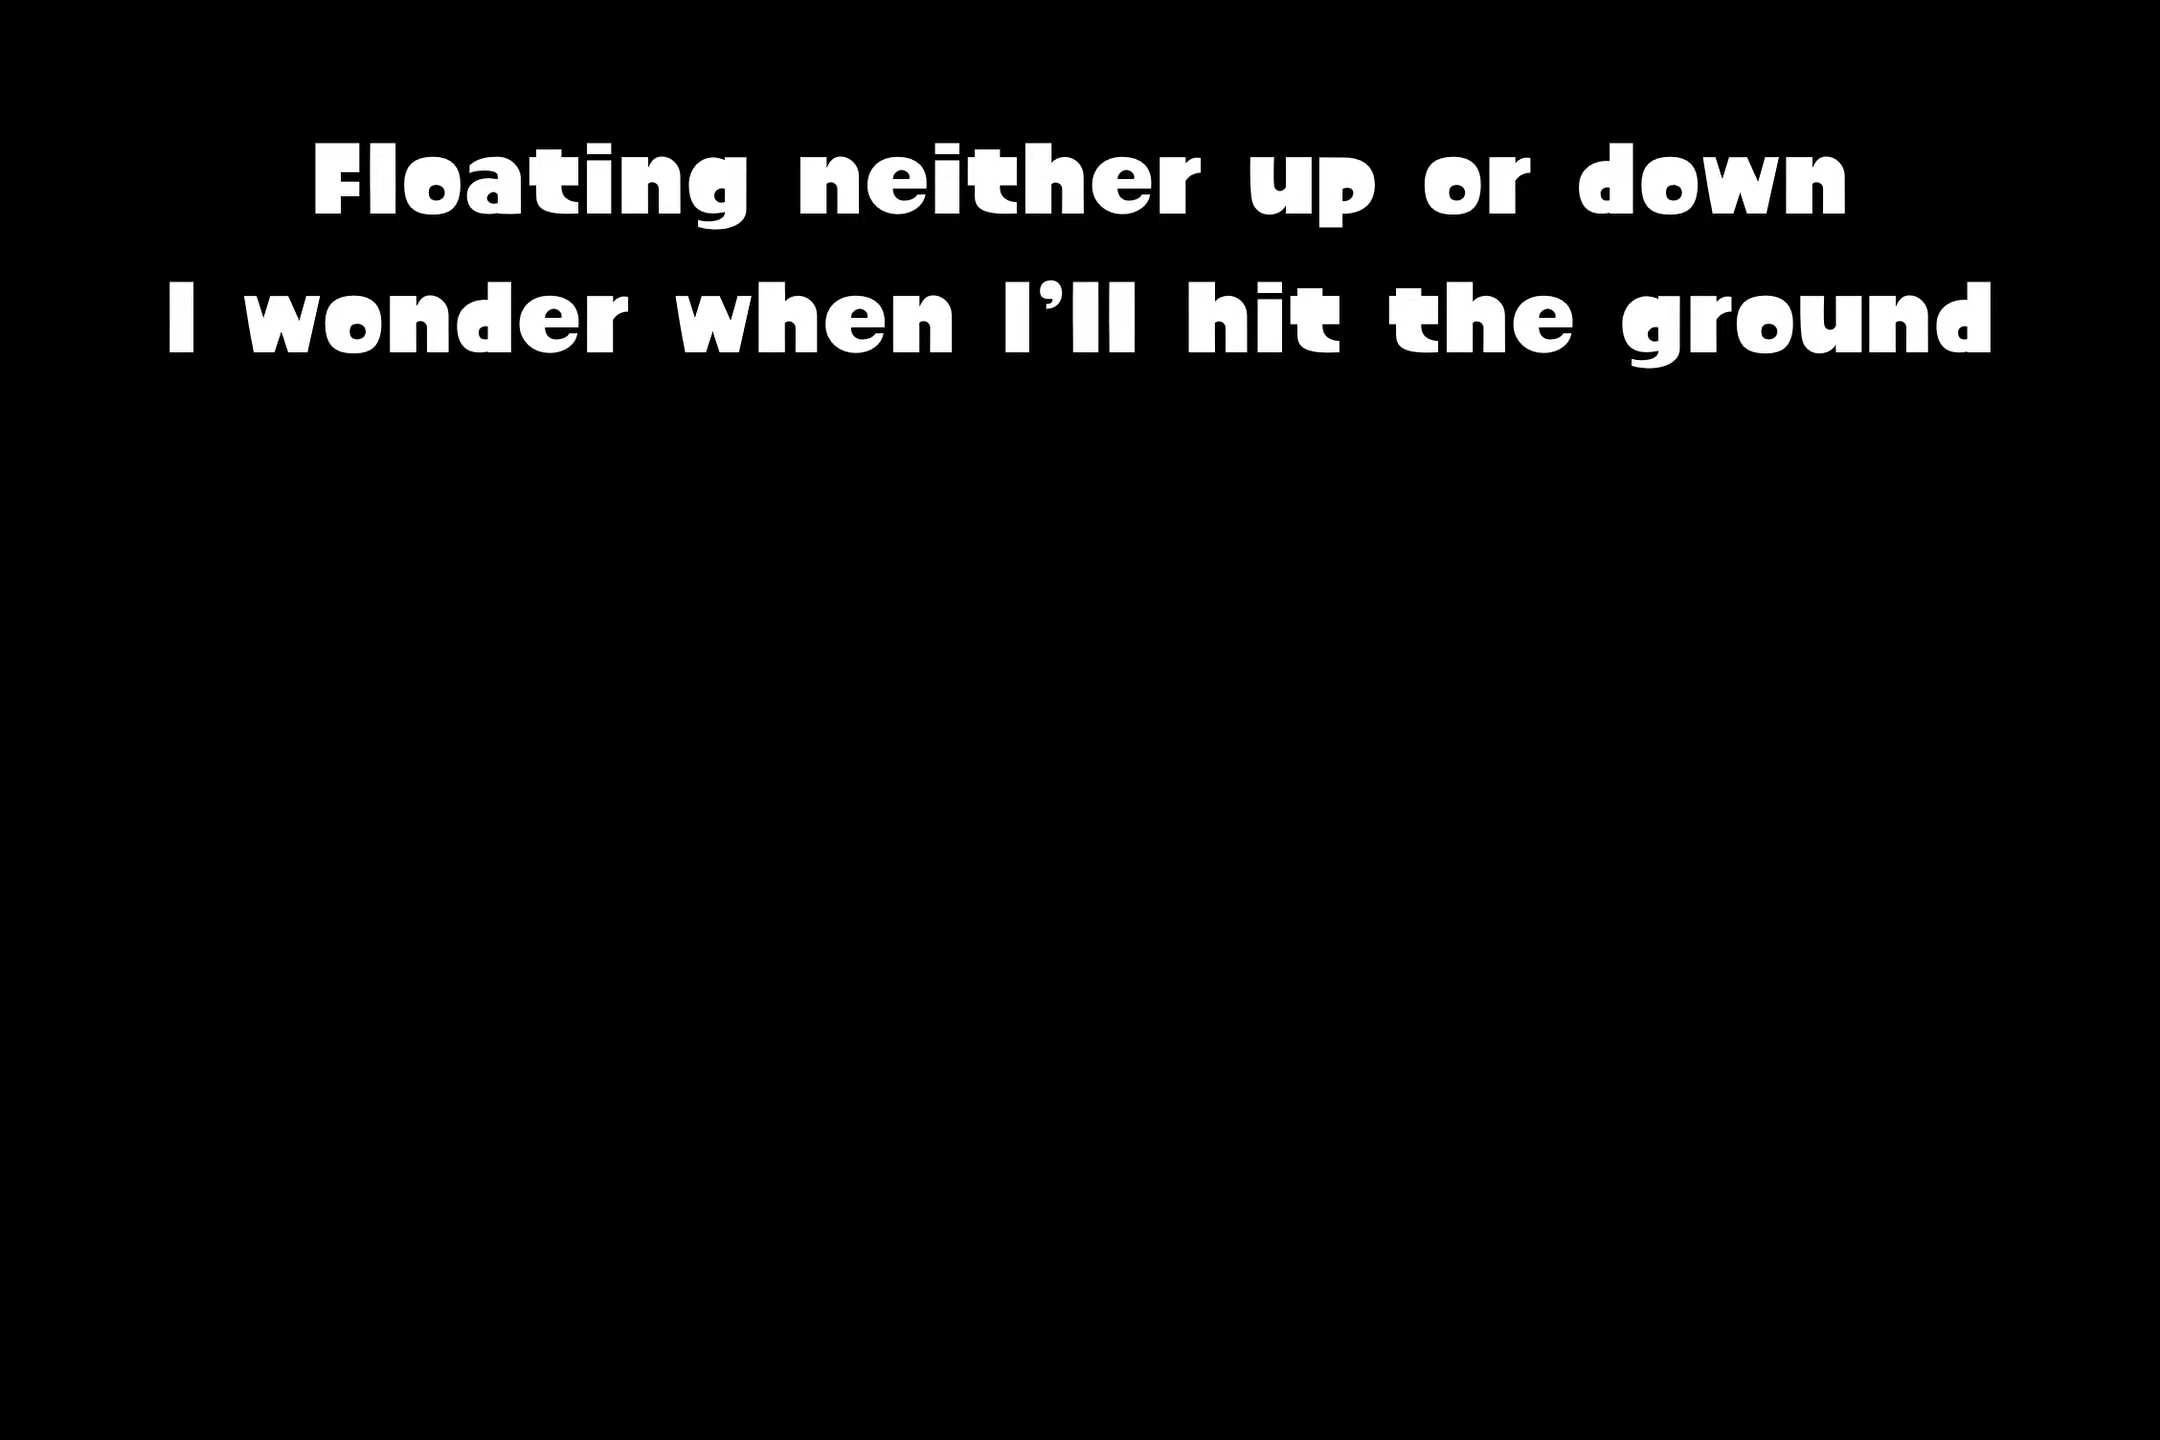 Floating neither up or down
I wonder when I’ll hit the ground